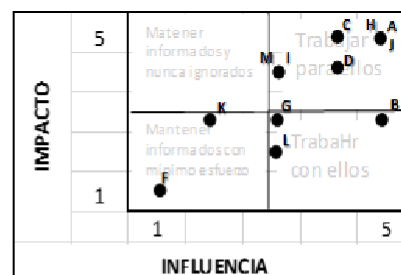 5
Matener
informados y
nunca ignorados
Trabajar
para ellos
C
H
A
J
D
M
I
K
G
B
L
F
Mantener
informados con
mínimo esfuezo
TrabaHr
con ellos
IMPACTO
1
1
5
INFLUENCIA